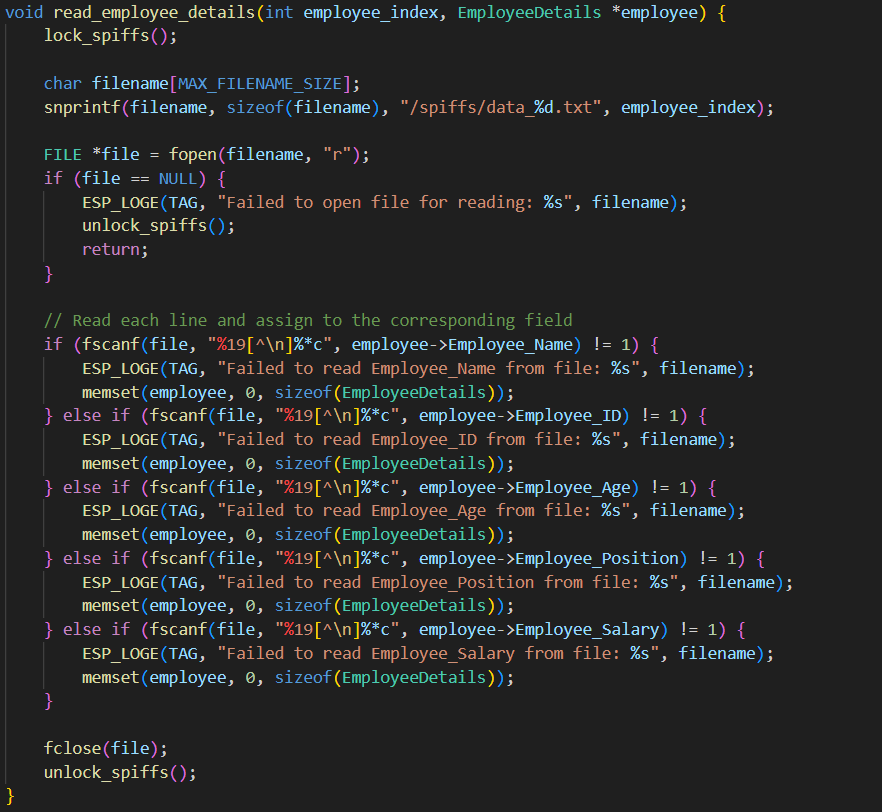 void read_employee_details(int employee_index, EmployeeDetails *employee) {
    lock_spiffs();

    char filename[MAX_FILENAME_SIZE];
    snprintf(filename, sizeof(filename), "/spiffs/data_%d.txt", employee_index);

    FILE *file = fopen(filename, "r");
    if (file == NULL) {
        ESP_LOGE(TAG, "Failed to open file for reading: %s", filename);
        unlock_spiffs();
        return;
    }

    // Read each line and assign to the corresponding field
    if (fscanf(file, "%19[^\n]%*c", employee->Employee_Name) != 1) {
        ESP_LOGE(TAG, "Failed to read Employee_Name from file: %s", filename);
        memset(employee, 0, sizeof(EmployeeDetails));
    } else if (fscanf(file, "%19[^\n]%*c", employee->Employee_ID) != 1) {
        ESP_LOGE(TAG, "Failed to read Employee_ID from file: %s", filename);
        memset(employee, 0, sizeof(EmployeeDetails));
    } else if (fscanf(file, "%19[^\n]%*c", employee->Employee_Age) != 1) {
        ESP_LOGE(TAG, "Failed to read Employee_Age from file: %s", filename);
        memset(employee, 0, sizeof(EmployeeDetails));
    } else if (fscanf(file, "%19[^\n]%*c", employee->Employee_Position) != 1) {
        ESP_LOGE(TAG, "Failed to read Employee_Position from file: %s", filename);
        memset(employee, 0, sizeof(EmployeeDetails));
    } else if (fscanf(file, "%19[^\n]%*c", employee->Employee_Salary) != 1) {
        ESP_LOGE(TAG, "Failed to read Employee_Salary from file: %s", filename);
        memset(employee, 0, sizeof(EmployeeDetails));
    }

    fclose(file);
    unlock_spiffs();
}